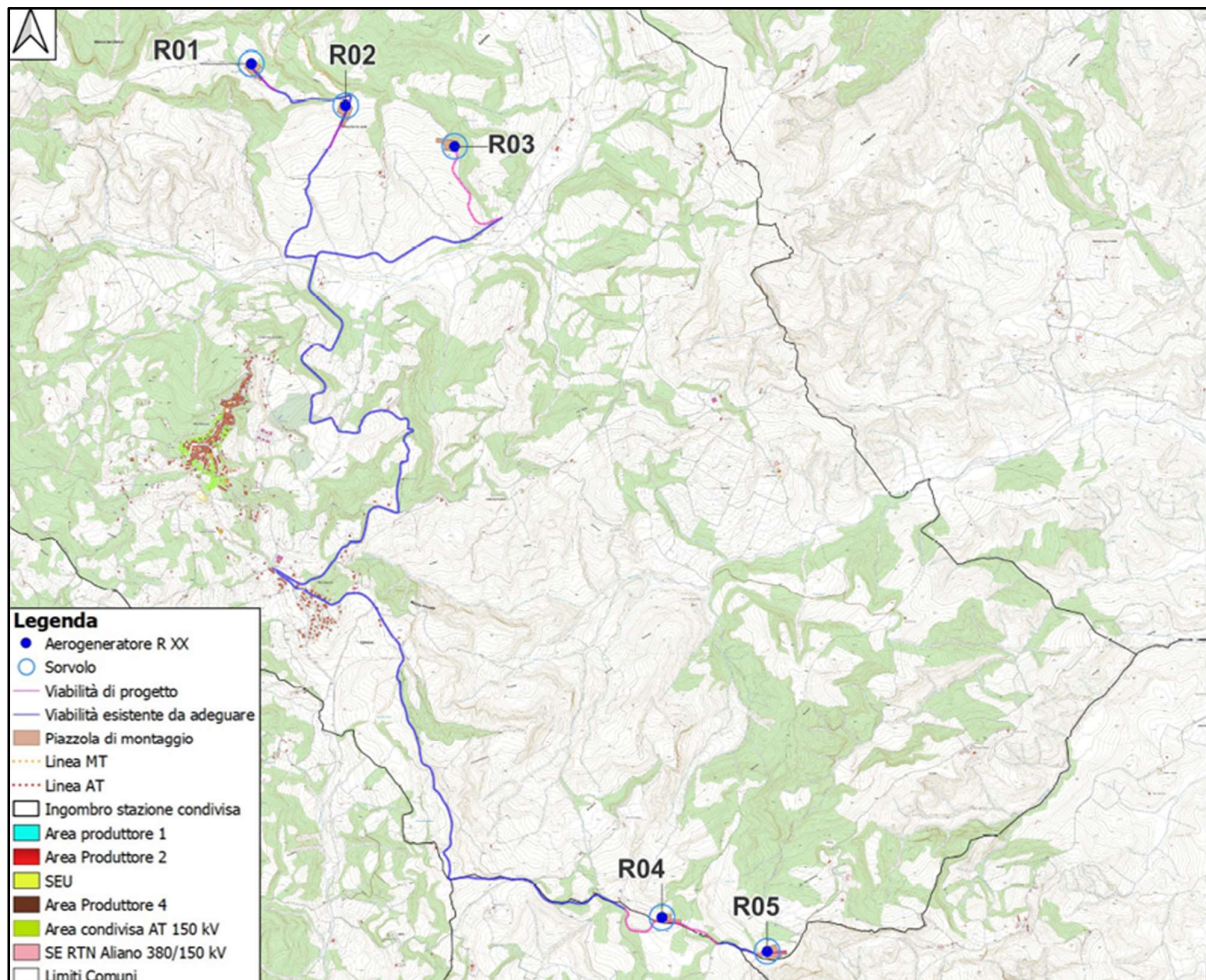 R01
R02
R03
R04
R05
Legenda
Aerogeneratore R XX
Sorvolo
Viabilità di progetto
Viabilità esistente da adeguare
Piazzola di montaggio
Linea MT
Linea AT
Ingombro stazione condivisa
Area produttore 1
Area Produttore 2
SEU
Area Produttore 4
Area condivisa AT 150 kV
SE RTN Aliano 380/150 kV
Limiti Comuni